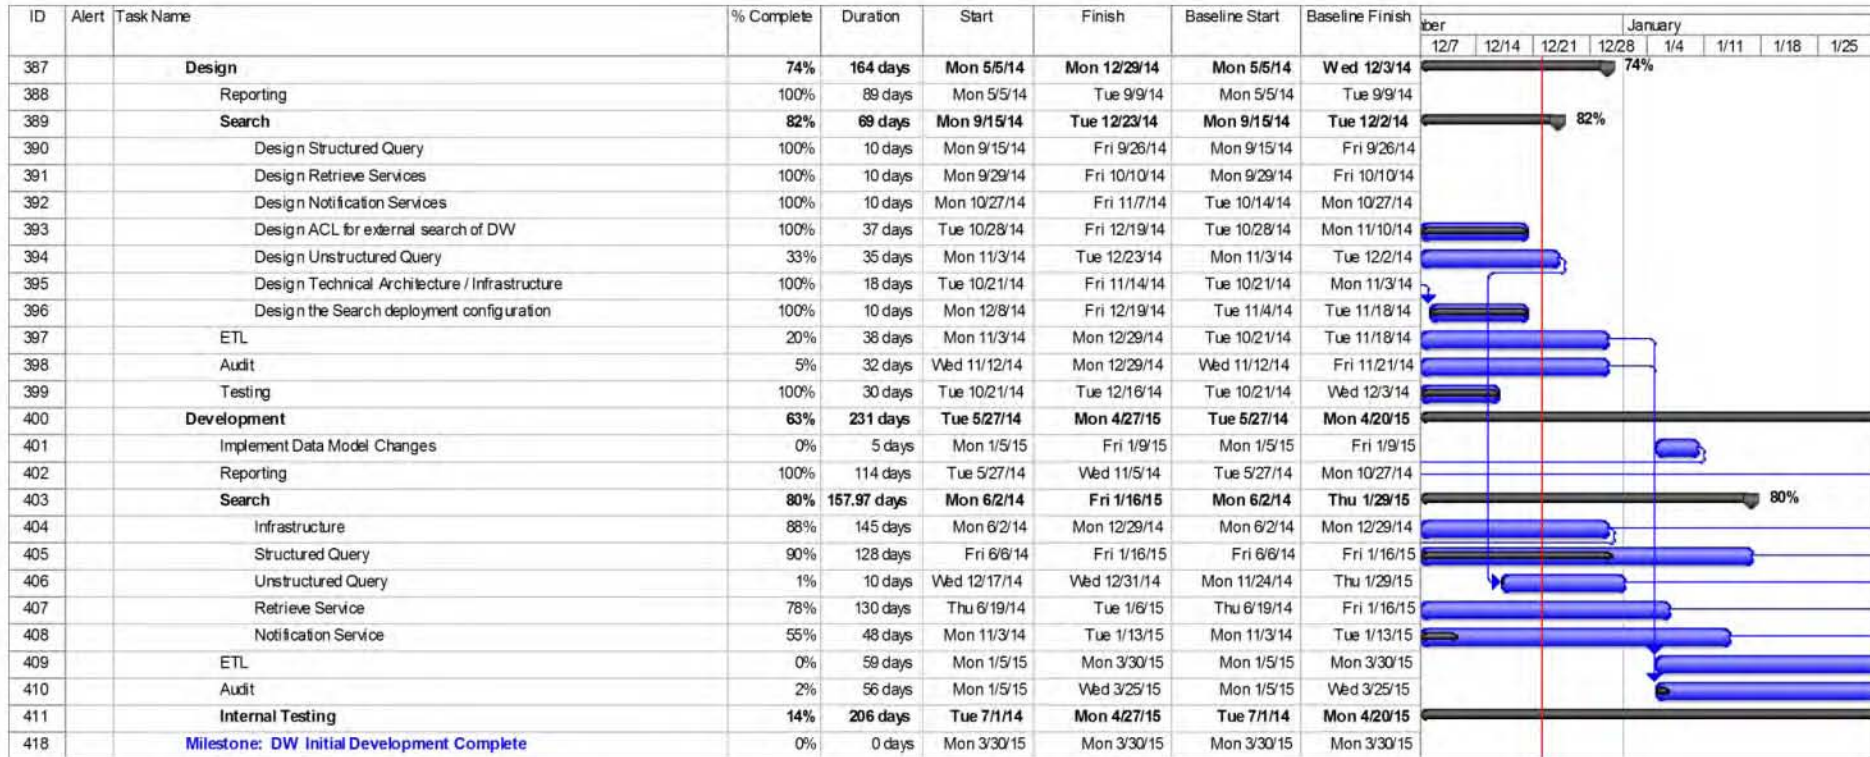 ID Alert Task Name % Complete Duration Start Finish Baseline Start Baseline Finish
ber January
12/7 12/14 12/21 12/28 1/4 1/11 1/18 1/25
387 Design 74% 164 days Mon 5/5/14 Mon 12/29/14 Mon 5/5/14 Wed 12/3/14 74%
388 Reporting 100% 89 days Mon 5/5/14 Tue 9/9/14 Mon 5/5/14 Tue 9/9/14
389 Search 82% 69 days Mon 9/15/14 Tue 12/23/14 Mon 9/15/14 Tue 12/2/14 82%
390 Design Structured Query 100% 10 days Mon 9/15/14 Fri 9/26/14 Mon 9/15/14 Fri 9/26/14
391 Design Retrieve Services 100% 10 days Mon 9/29/14 Fri 10/10/14 Mon 9/29/14 Fri 10/10/14
392 Design Notification Services 100% 10 days Mon 10/27/14 Fri 11/7/14 Tue 10/14/14 Mon 10/27/14
393 Design ACL for external search of DW 100% 37 days Tue 10/28/14 Fri 12/19/14 Tue 10/28/14 Mon 11/10/14
394 Design Unstructured Query 33% 35 days Mon 11/3/14 Tue 12/23/14 Mon 11/3/14 Tue 12/2/14
395 Design Technical Architecture / Infrastructure 100% 18 days Tue 10/21/14 Fri 11/14/14 Tue 10/21/14 Mon 11/3/14
396 Design the Search deployment configuration 100% 10 days Mon 12/8/14 Fri 12/19/14 Tue 11/4/14 Tue 11/18/14
397 ETL 20% 38 days Mon 11/3/14 Mon 12/29/14 Tue 10/21/14 Tue 11/18/14
398 Audit 5% 32 days Wed 11/12/14 Mon 12/29/14 Wed 11/12/14 Fri 11/21/14
399 Testing 100% 30 days Tue 10/21/14 Tue 12/16/14 Tue 10/21/14 Wed 12/3/14
400 Development 63% 231 days Tue 5/27/14 Mon 4/27/15 Tue 5/27/14 Mon 4/20/15
401 Implement Data Model Changes 0% 5 days Mon 1/5/15 Fri 1/9/15 Mon 1/5/15 Fri 1/9/15
402 Reporting 100% 114 days Tue 5/27/14 Wed 11/5/14 Tue 5/27/14 Mon 10/27/14
403 Search 80% 157.97 days Mon 6/2/14 Fri 1/16/15 Mon 6/2/14 Thu 1/29/15 80%
404 Infrastructure 88% 145 days Mon 6/2/14 Mon 12/29/14 Mon 6/2/14 Mon 12/29/14
405 Structured Query 90% 128 days Fri 6/6/14 Fri 1/16/15 Fri 6/6/14 Fri 1/16/15
406 Unstructured Query 1% 10 days Wed 12/17/14 Wed 12/31/14 Mon 11/24/14 Thu 1/29/15
407 Retrieve Service 78% 130 days Thu 6/19/14 Tue 1/6/15 Thu 6/19/14 Fri 1/16/15
408 Notification Service 55% 48 days Mon 11/3/14 Tue 1/13/15 Mon 11/3/14 Tue 1/13/15
409 ETL 0% 59 days Mon 1/5/15 Mon 3/30/15 Mon 1/5/15 Mon 3/30/15
410 Audit 2% 56 days Mon 1/5/15 Wed 3/25/15 Mon 1/5/15 Wed 3/25/15
411 Internal Testing 14% 206 days Tue 7/1/14 Mon 4/27/15 Tue 7/1/14 Mon 4/20/15
418 Milestone: DW Initial Development Complete 0% 0 days Mon 3/30/15 Mon 3/30/15 Mon 3/30/15 Mon 3/30/15